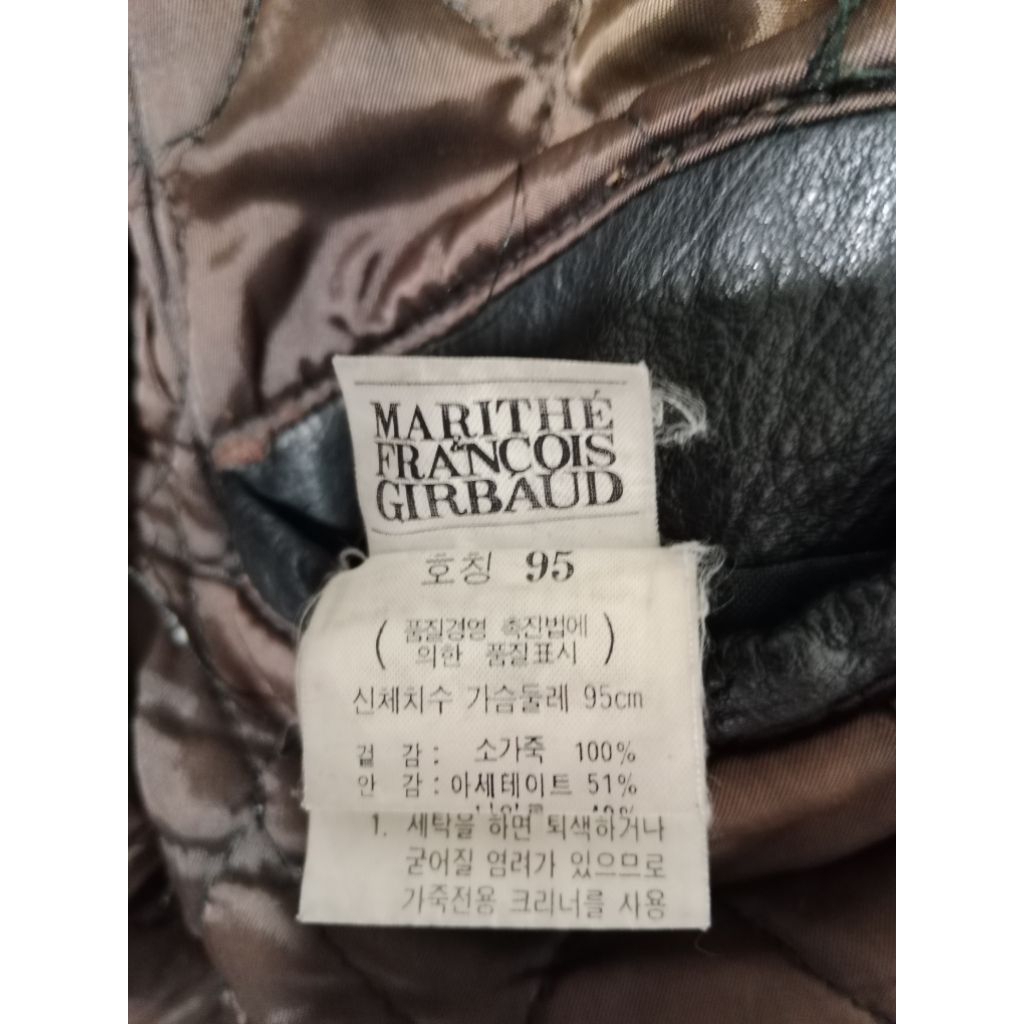 MARITHÉ
&
FRANCOIS
GIRBAUD
호칭 95
( 품질경영 촉진법에
의한 품질표시 )
신체치수 가슴둘레 95cm
겉 감 : 소가죽 100%
안 감 : 아세테이트 51%
1. 세탁을 하면 퇴색하거나
굳어질 염려가 있으므로
가죽전용 크리너를 사용